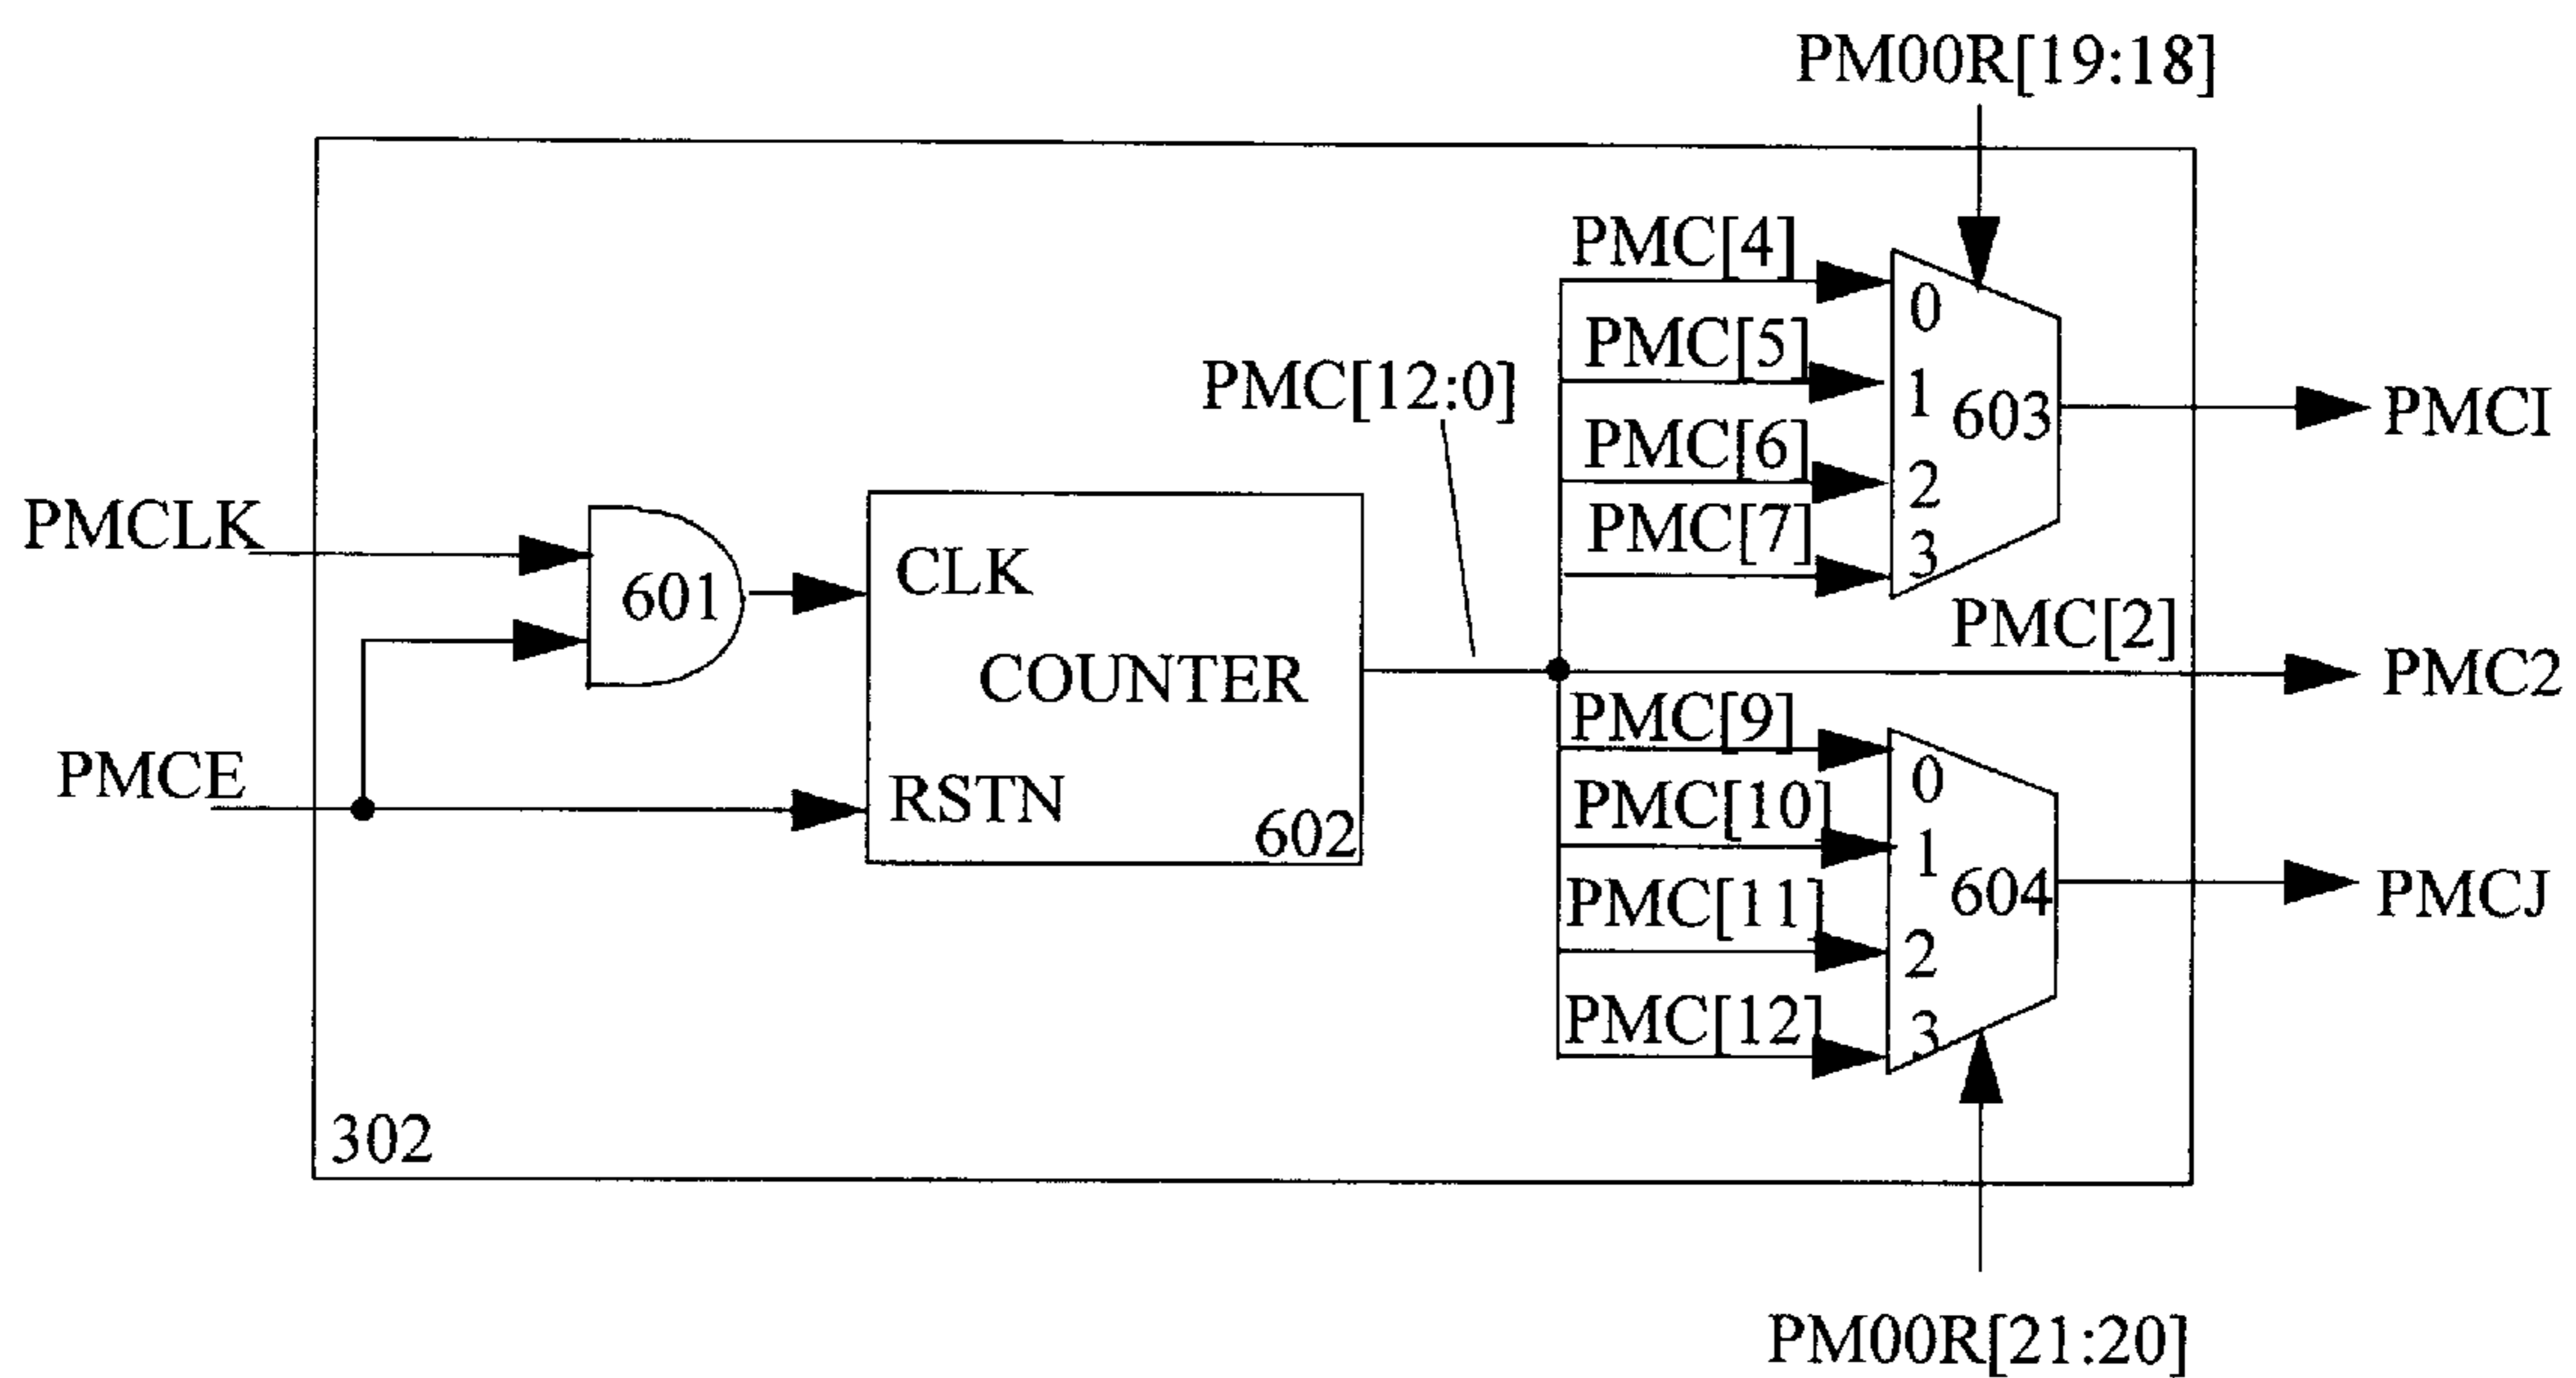 PM00R[19:18]
PMC[4]
0
PMC[5]
1
PMC[12:0]
603
PMCI
PMC[6]
2
PMC[7]
3
PMCLK
601
CLK
COUNTER
RSTN
602
PMC[2]
PMC2
PMCE
PMC[9]
0
PMC[10]
1
604
PMCJ
PMC[11]
2
PMC[12]
3
302
PM00R[21:20]